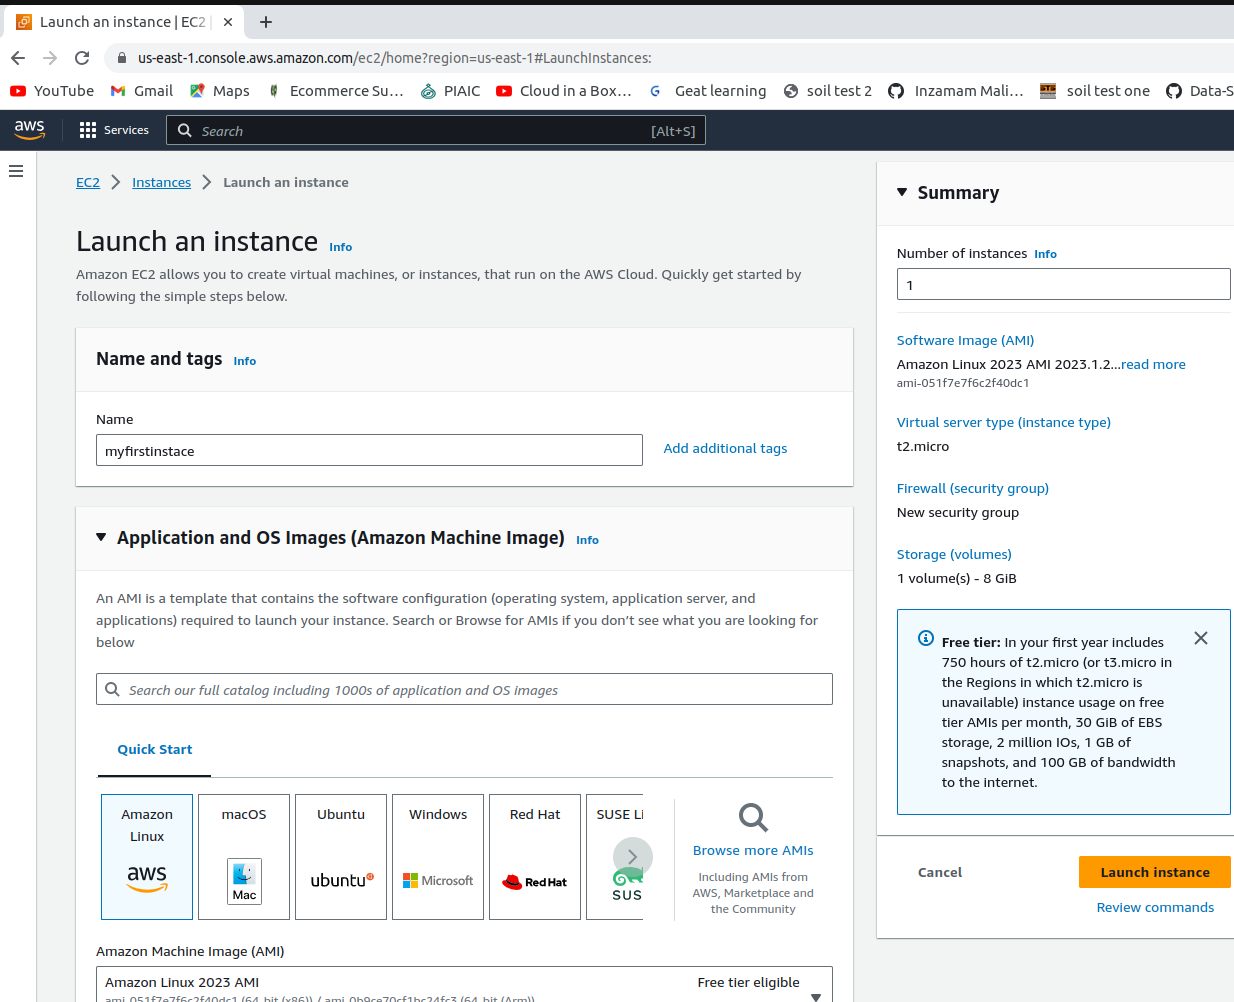 Launch an instance | EC2
us-east-1.console.aws.amazon.com/ec2/home?region=us-east-1#LaunchInstances:
YouTube Gmail Maps Ecommerce Su... PIAIC Cloud in a Box... Geat learning soil test 2 Inzamam Mali... soil test one Data-S
aws Services Search [Alt+S]
EC2 Instances Launch an instance
Launch an instance Info
Amazon EC2 allows you to create virtual machines, or instances, that run on the AWS Cloud. Quickly get started by
following the simple steps below.
Name and tags Info
Name
myfirstinstace
Add additional tags
Application and OS Images (Amazon Machine Image) Info
An AMI is a template that contains the software configuration (operating system, application server, and
applications) required to launch your instance. Search or Browse for AMIs if you don’t see what you are looking for
below
Search our full catalog including 1000s of application and OS images
Quick Start
Amazon
Linux
aws
macOS
Mac
Ubuntu
ubuntu
Windows
Microsoft
Red Hat
Red Hat
SUSE Li
SUS
Browse more AMIs
Including AMIs from
AWS, Marketplace and
the Community
Amazon Machine Image (AMI)
Amazon Linux 2023 AMI
Free tier eligible
ami-051f7e7f6c2f40dc1 (64-bit (x86)) / ami-0b9ce70cf1bc24fc3 (64-bit (Arm))
Summary
Number of instances Info
1
Software Image (AMI)
Amazon Linux 2023 AMI 2023.1.2...read more
ami-051f7e7f6c2f40dc1
Virtual server type (instance type)
t2.micro
Firewall (security group)
New security group
Storage (volumes)
1 volume(s) - 8 GiB
Free tier: In your first year includes
750 hours of t2.micro (or t3.micro in
the Regions in which t2.micro is
unavailable) instance usage on free
tier AMIs per month, 30 GiB of EBS
storage, 2 million IOs, 1 GB of
snapshots, and 100 GB of bandwidth
to the internet.
Cancel
Launch instance
Review commands